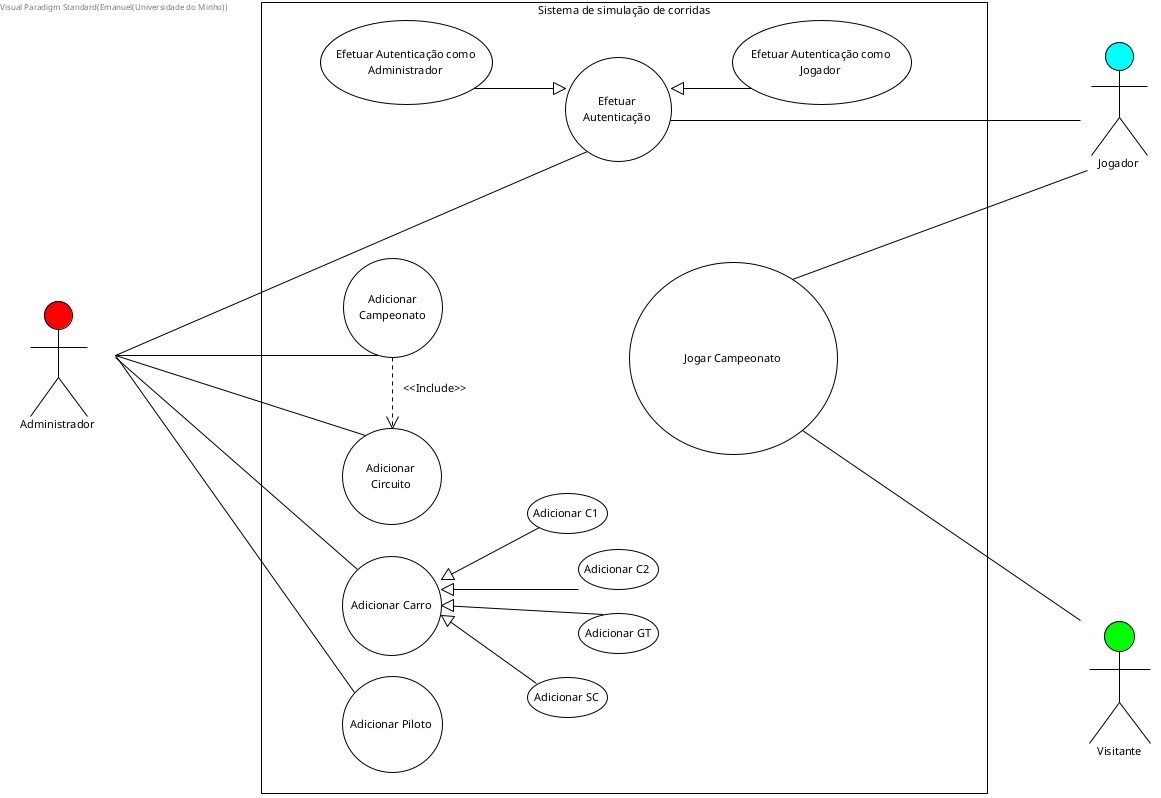 Visual Paradigm Standard(Emanuel(Universidade do Minho))
Sistema de simulação de corridas
Efetuar Autenticação como
Administrador
Efetuar Autenticação como
Jogador
Efetuar
Autenticação
Jogador
Adicionar
Campeonato
Jogar Campeonato
<<Include>>
Administrador
Adicionar
Circuito
Adicionar C1
Adicionar C2
Adicionar Carro
Adicionar GT
Adicionar SC
Adicionar Piloto
Visitante